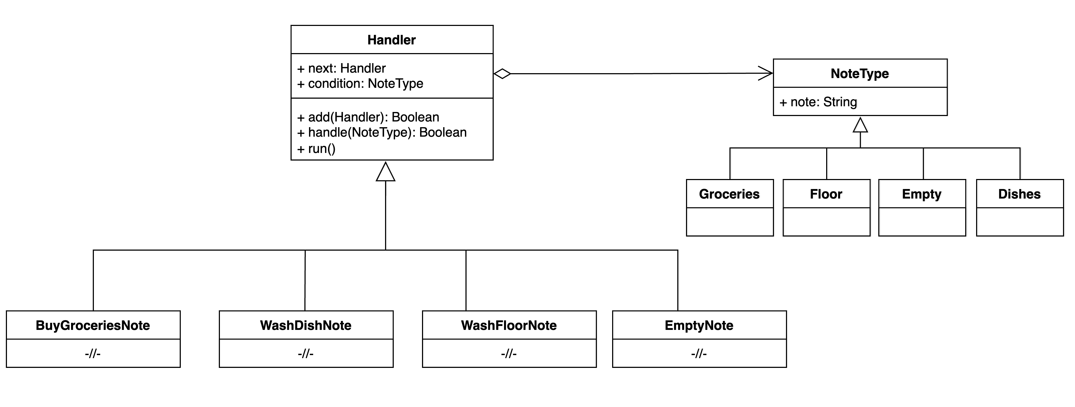 Handler
+ next: Handler
+ condition: NoteType
+ add(Handler): Boolean
+ handle(NoteType): Boolean
+ run()
NoteType
+ note: String
Groceries
Floor
Empty
Dishes
BuyGroceriesNote
-//-
WashDishNote
-//-
WashFloorNote
-//-
EmptyNote
-//-